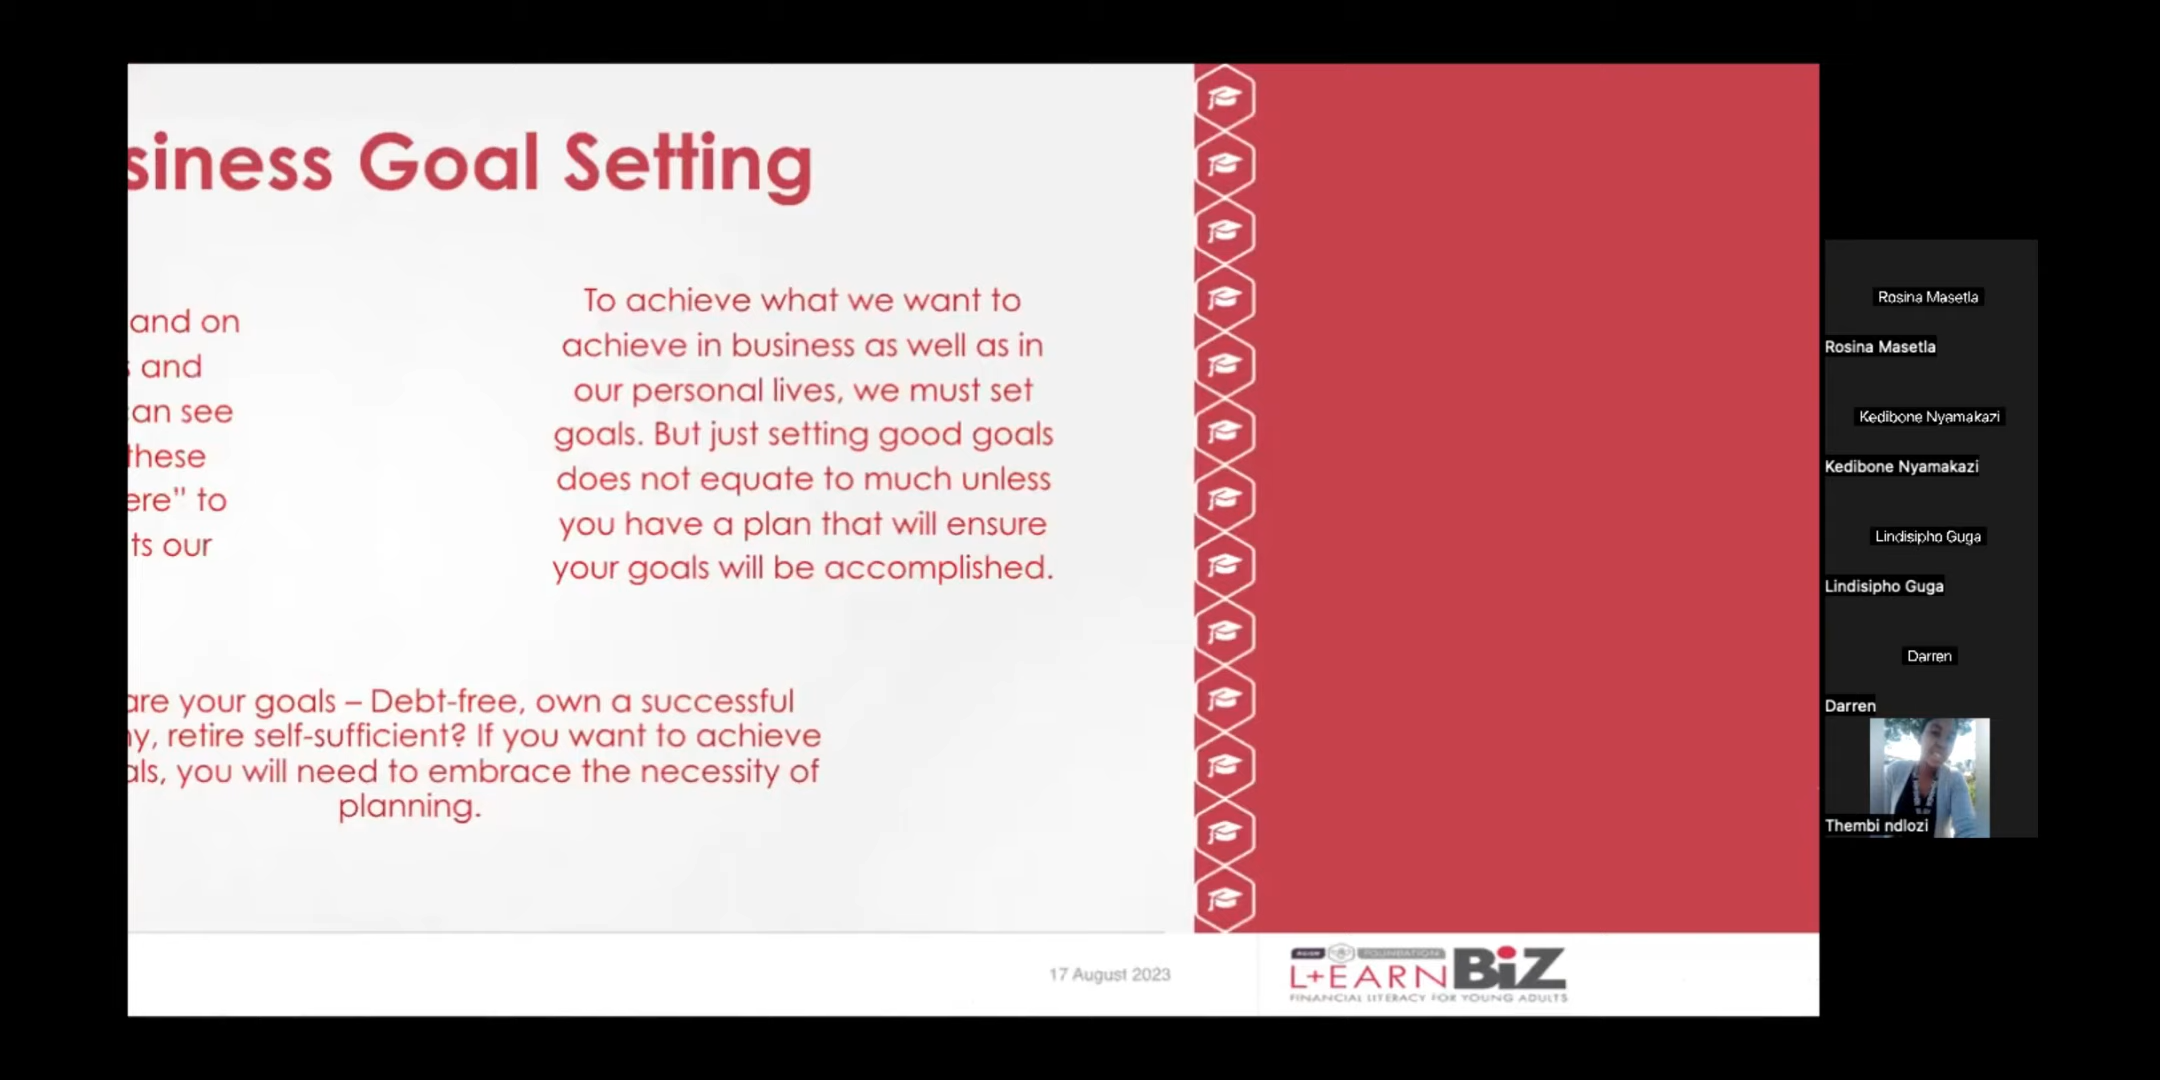 siness Goal Setting
and on
s and
an see
these
ere" to
ts our
To achieve what we want to
achieve in business as well as in
our personal lives, we must set
goals. But just setting good goals
does not equate to much unless
you have a plan that will ensure
your goals will be accomplished.
are your goals – Debt-free, own a successful
y, retire self-sufficient? If you want to achieve
als, you will need to embrace the necessity of
planning.
17 August 2023
FOUNDATION
L+EARN BiZ
FINANCIAL LITERACY FOR YOUNG ADULTS
Rosina Masetla
Rosina Masetla
Kedibone Nyamakazi
Kedibone Nyamakazi
Lindisipho Guga
Lindisipho Guga
Darren
Darren
Thembi ndlozi